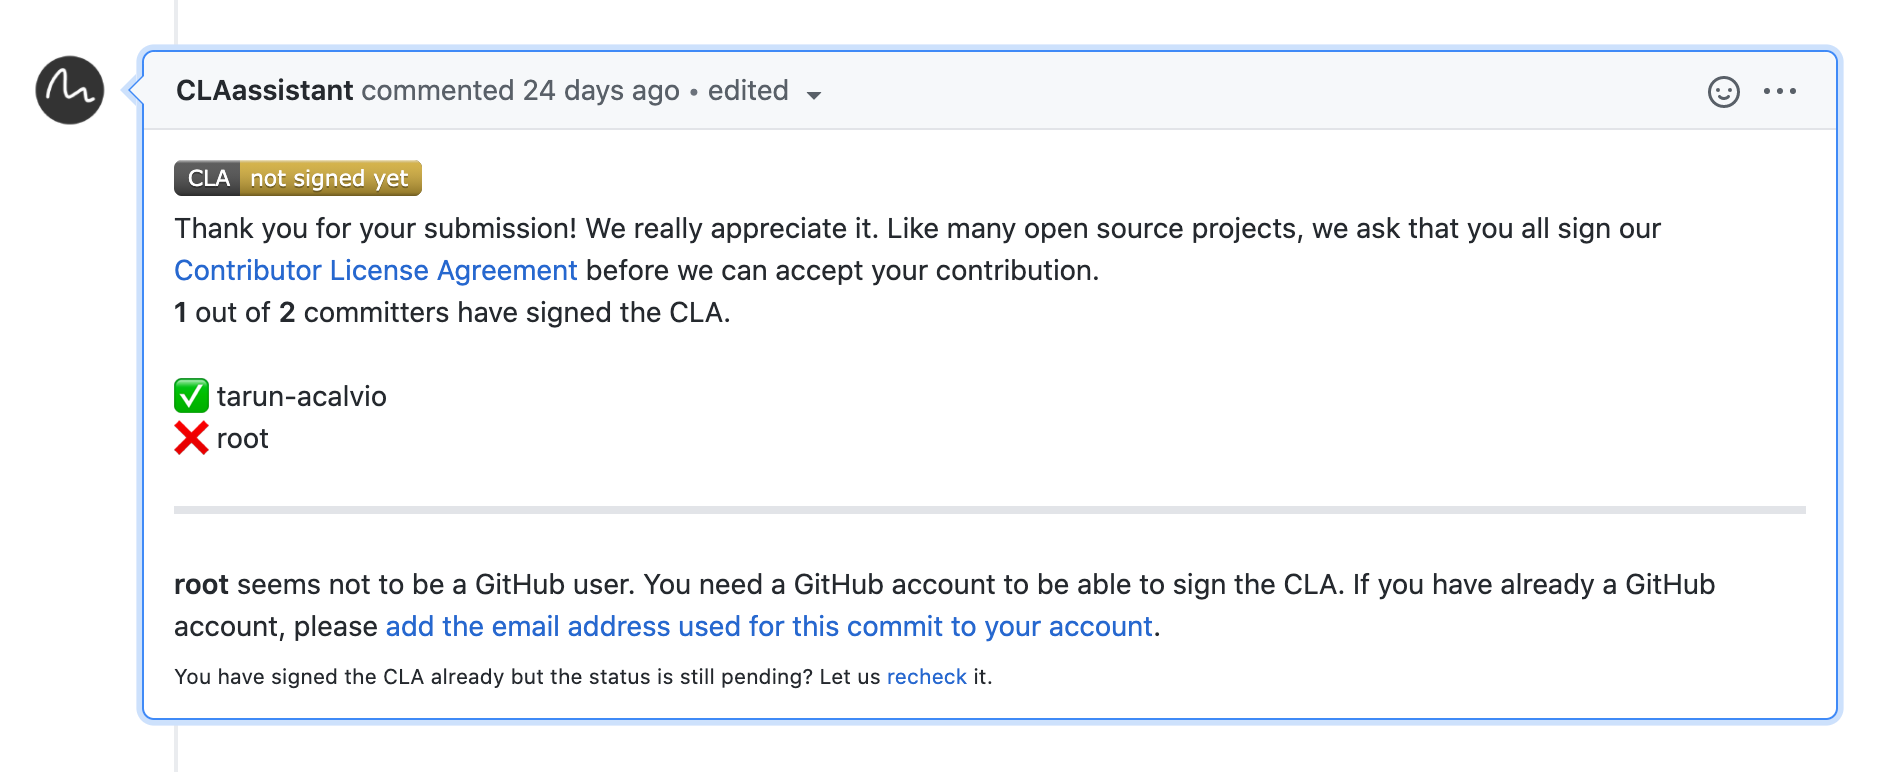 CLAassistant commented 24 days ago • edited
CLA not signed yet
Thank you for your submission! We really appreciate it. Like many open source projects, we ask that you all sign our
Contributor License Agreement before we can accept your contribution.
1 out of 2 committers have signed the CLA.
✅ tarun-acalvio
❌ root
root seems not to be a GitHub user. You need a GitHub account to be able to sign the CLA. If you have already a GitHub
account, please add the email address used for this commit to your account.
You have signed the CLA already but the status is still pending? Let us recheck it.